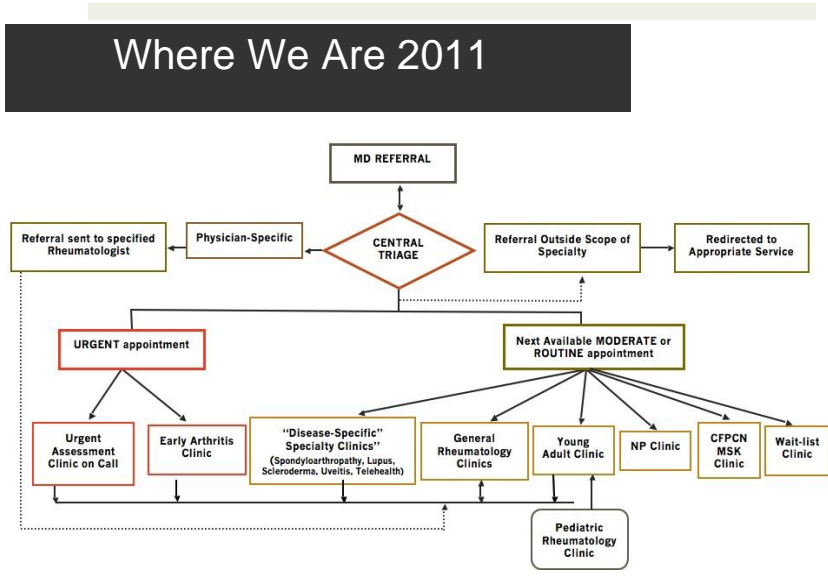 Where We Are 2011
MD REFERRAL
Referral sent to specified
Rheumatologist
Physician-Specific
CENTRAL
TRIAGE
Referral Outside Scope of
Specialty
Redirected to
Appropriate Service
URGENT appointment
Next Available MODERATE or
ROUTINE appointment
Urgent
Assessment
Clinic on Call
Early Arthritis
Clinic
“Disease-Specific”
Specialty Clinics”
(Spondyloarthropathy, Lupus,
Scleroderma, Uveitis, Telehealth)
General
Rheumatology
Clinics
Young
Adult Clinic
NP Clinic
CFPCN
MSK
Clinic
Wait-list
Clinic
Pediatric
Rheumatology
Clinic